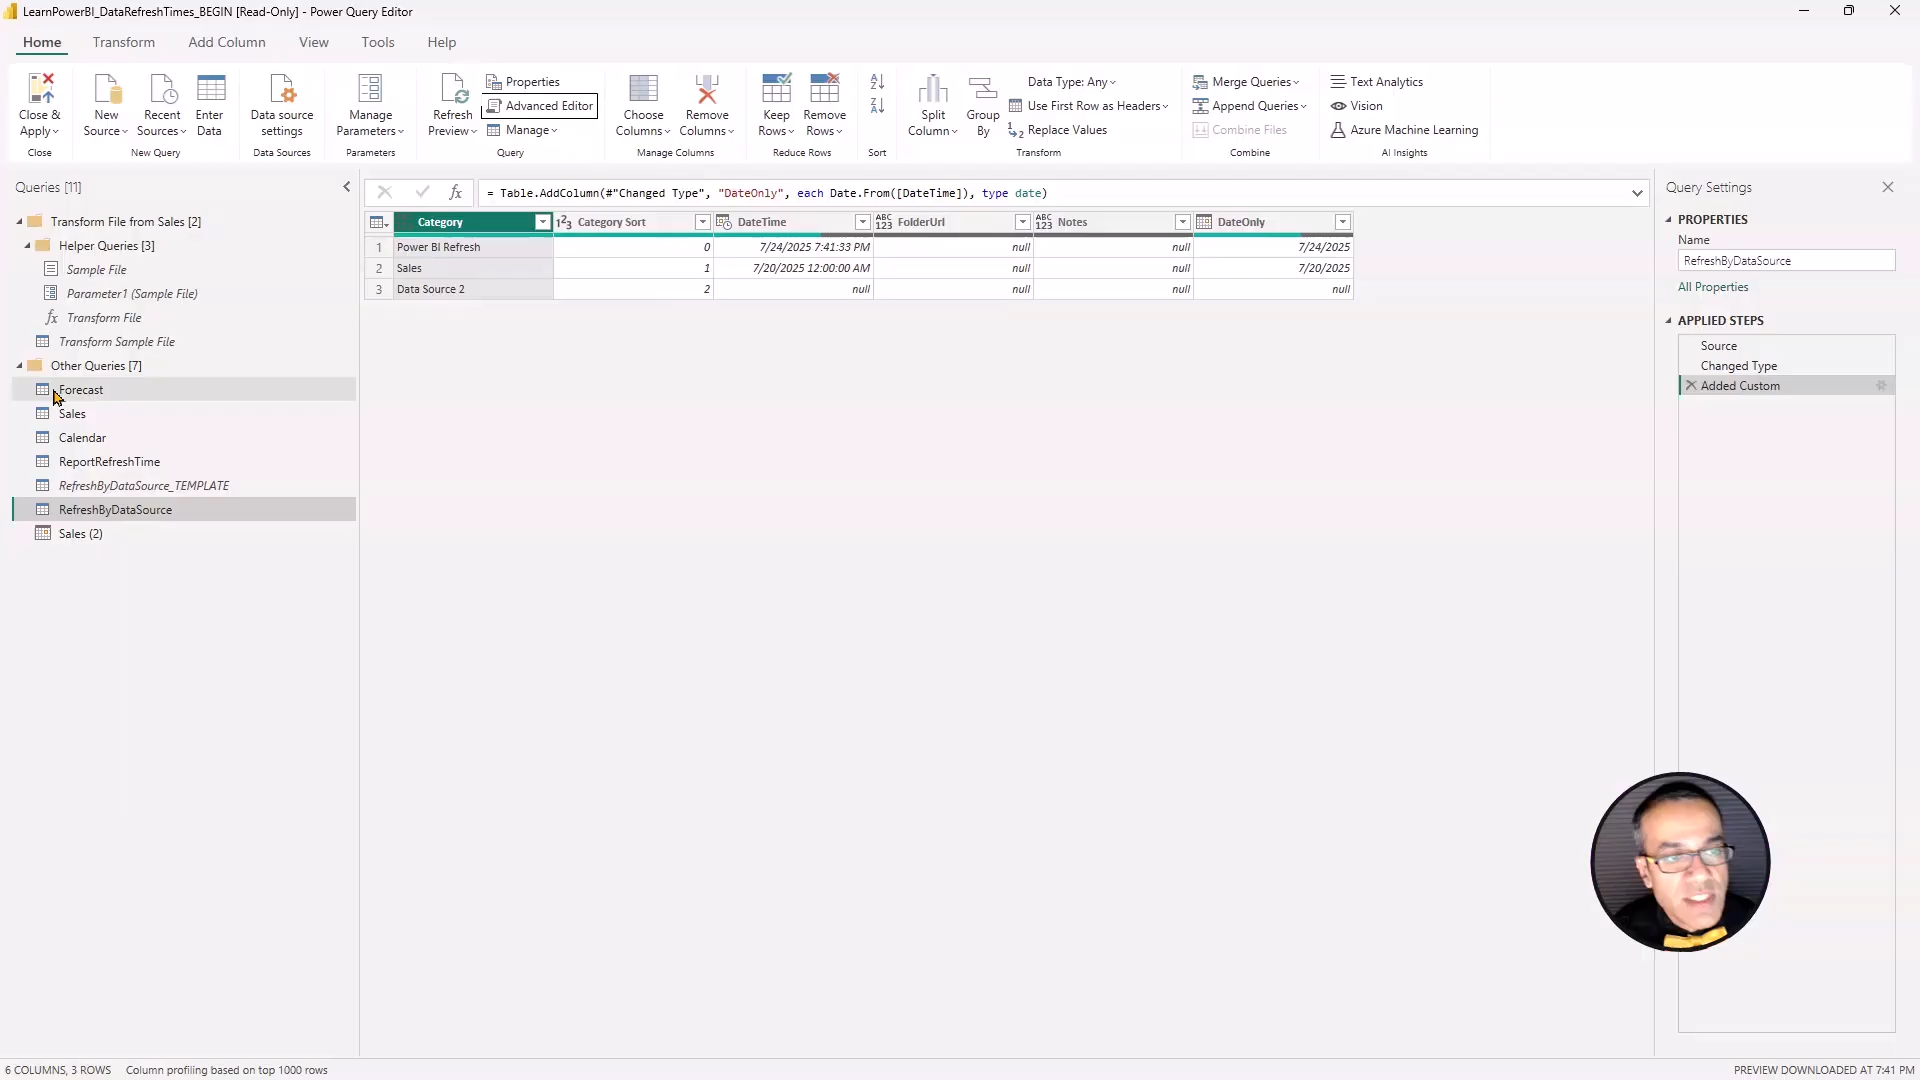 LearnPowerBI_DataRefreshTimes_BEGIN [Read-Only] - Power Query Editor
Home Transform Add Column View Tools Help
Close & Apply
Close
New Source
Recent Sources
Enter Data
New Query
Data source settings
Data Sources
Manage Parameters
Parameters
Refresh Preview
Properties
Advanced Editor
Manage
Query
Choose Columns
Remove Columns
Manage Columns
Keep Rows
Remove Rows
Reduce Rows
Sort
Split Column
Group By
Data Type: Any
Use First Row as Headers
Replace Values
Transform
Merge Queries
Append Queries
Combine Files
Combine
Text Analytics
Vision
Azure Machine Learning
AI Insights
Queries [11]
Transform File from Sales [2]
Helper Queries [3]
Sample File
Parameter1 (Sample File)
fx Transform File
Transform Sample File
Other Queries [7]
Forecast
Sales
Calendar
ReportRefreshTime
RefreshByDataSource_TEMPLATE
RefreshByDataSource
Sales (2)
fx = Table.AddColumn(#"Changed Type", "DateOnly", each Date.From([DateTime]), type date)
Category 123 Category Sort DateTime ABC123 FolderUrl ABC123 Notes DateOnly
1 Power BI Refresh 0 7/24/2025 7:41:33 PM null null 7/24/2025
2 Sales 1 7/20/2025 12:00:00 AM null null 7/20/2025
3 Data Source 2 2 null null null null
Query Settings
PROPERTIES
Name
RefreshByDataSource
All Properties
APPLIED STEPS
Source
Changed Type
Added Custom
6 COLUMNS, 3 ROWS Column profiling based on top 1000 rows
PREVIEW DOWNLOADED AT 7:41 PM